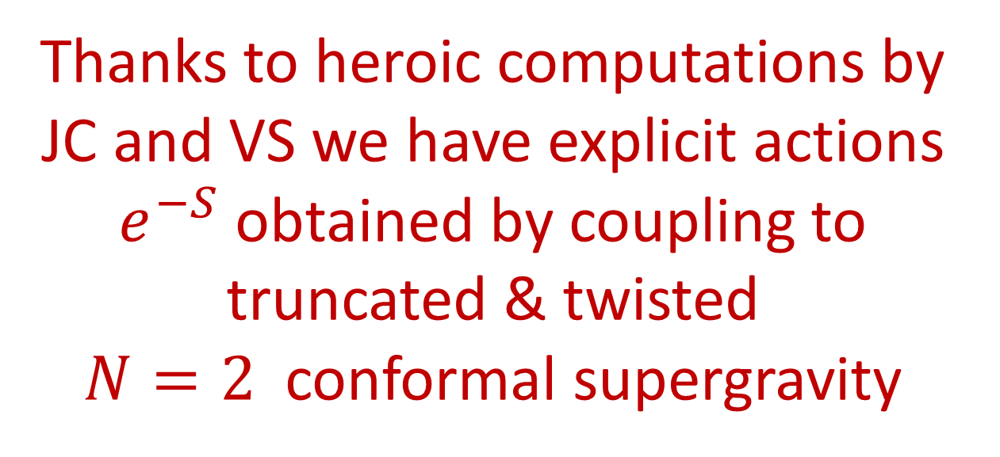 Thanks to heroic computations by
JC and VS we have explicit actions
e^{-S} obtained by coupling to
truncated & twisted
N = 2 conformal supergravity